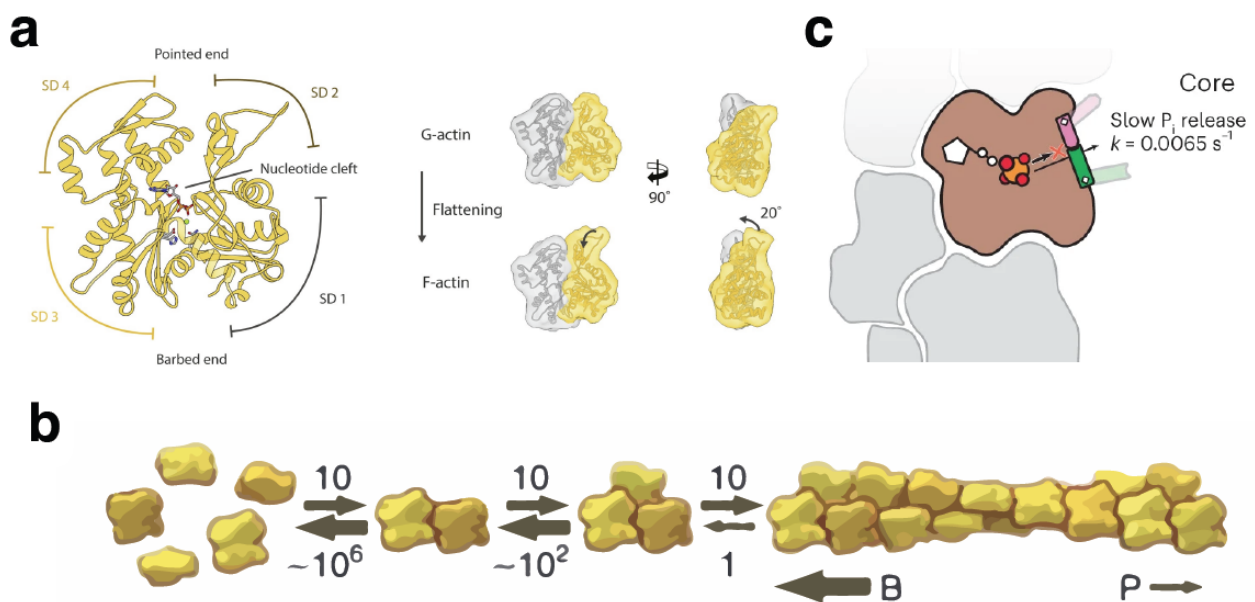 a
Pointed end
SD 4
SD 2
Nucleotide cleft
SD 3
SD 1
Barbed end
G-actin
Flattening
F-actin
90°
20°
c
Core
Slow Pi release
k = 0.0065 s⁻¹
b
10
~10⁶
10
~10²
10
1
B
P